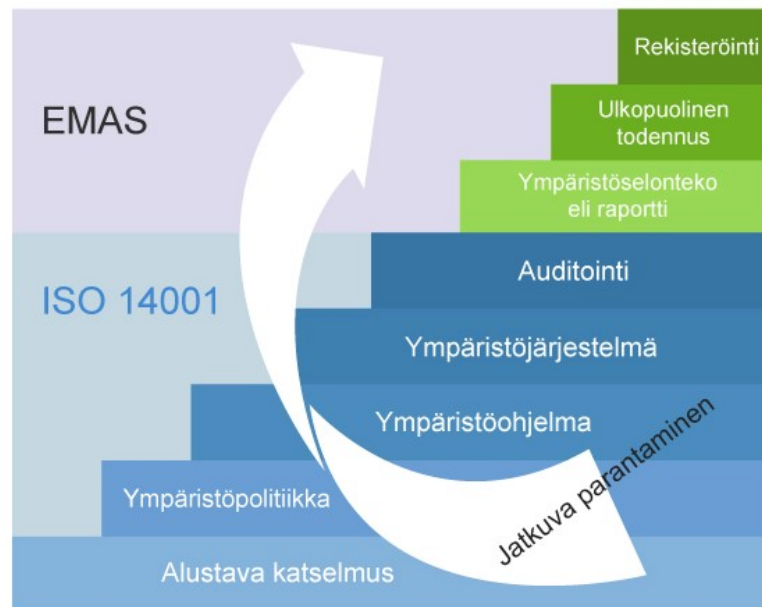 Rekisteröinti
EMAS
Ulkopuolinen
todennus
Ympäristöselonteko
eli raportti
Auditointi
ISO 14001
Ympäristöjärjestelmä
Ympäristöohjelma
Jatkuva parantaminen
Ympäristöpolitiikka
Alustava katselmus